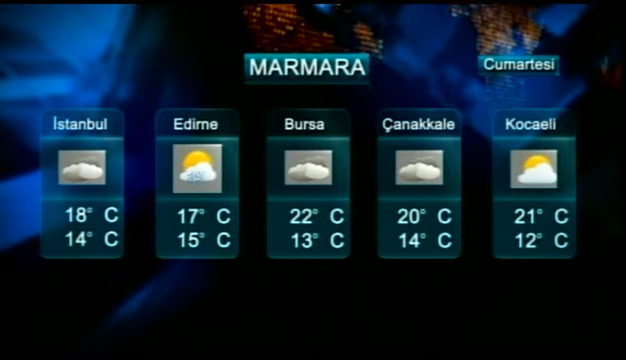 MARMARA
Cumartesi
İstanbul
18° C
14° C
Edirne
17° C
15° C
Bursa
22° C
13° C
Çanakkale
20° C
14° C
Kocaeli
21° C
12° C